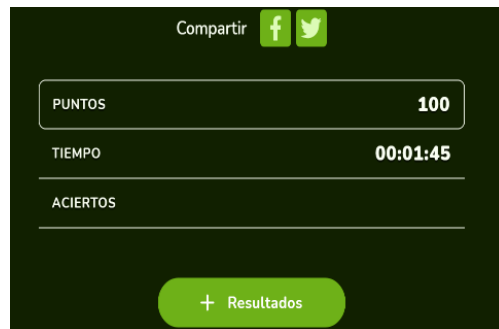 Compartir
PUNTOS 100
TIEMPO 00:01:45
ACIERTOS
+ Resultados